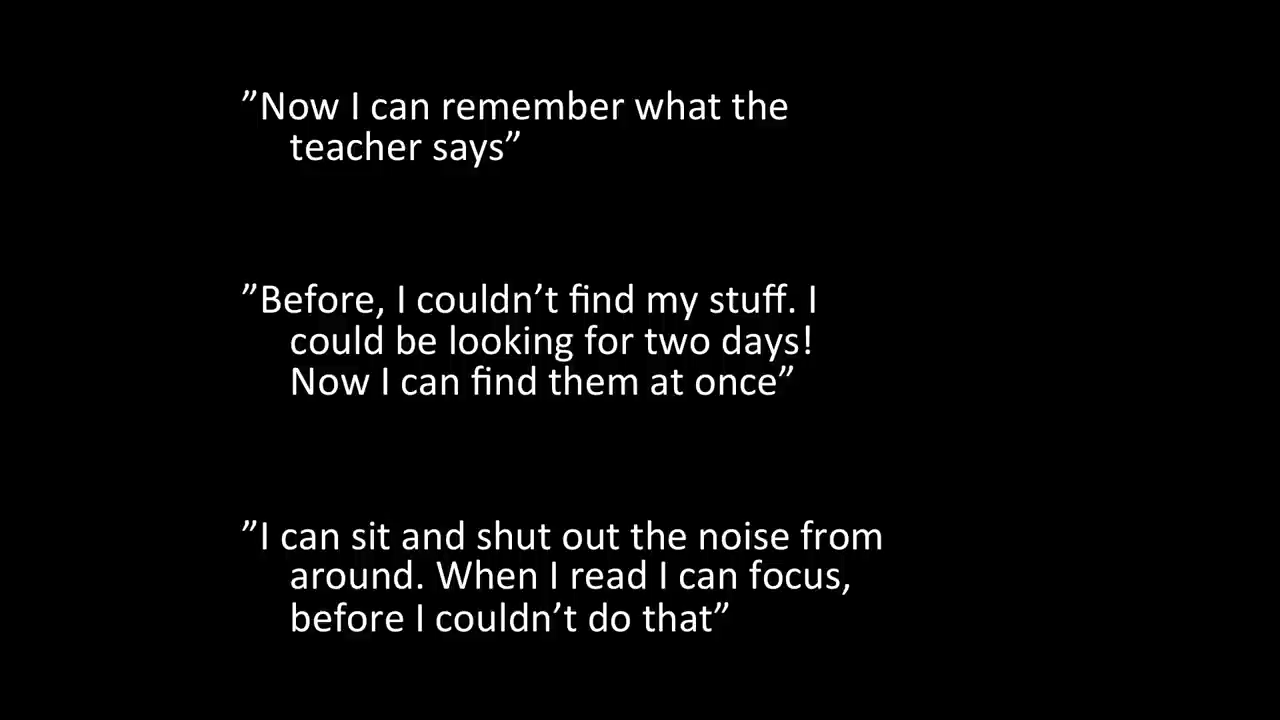 ”Now I can remember what the
teacher says”
”Before, I couldn’t find my stuff. I
could be looking for two days!
Now I can find them at once”
”I can sit and shut out the noise from
around. When I read I can focus,
before I couldn’t do that”